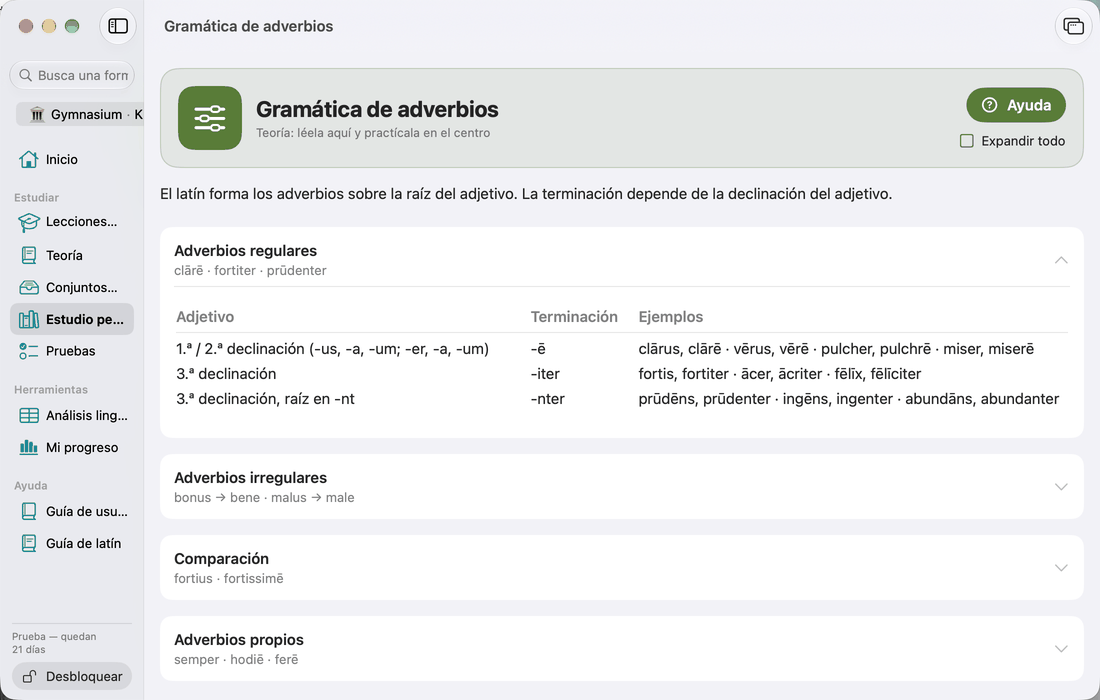 Gramática de adverbios
Busca una forn
Gymnasium · K
Inicio
Estudiar
Lecciones...
Teoría
Conjuntos...
Estudio pe...
Pruebas
Herramientas
Análisis ling...
Mi progreso
Ayuda
Guía de usu...
Guía de latín
Prueba — quedan
21 días
Desbloquear
Gramática de adverbios
Teoría: léela aquí y practícala en el centro
Ayuda
Expandir todo
El latín forma los adverbios sobre la raíz del adjetivo. La terminación depende de la declinación del adjetivo.
Adverbios regulares
clārē · fortiter · prūdenter
Adjetivo Terminación Ejemplos
1.ª / 2.ª declinación (-us, -a, -um; -er, -a, -um) -ē clārus, clārē · vērus, vērē · pulcher, pulchrē · miser, miserē
3.ª declinación -iter fortis, fortiter · ācer, ācriter · fēlīx, fēlīciter
3.ª declinación, raíz en -nt -nter prūdēns, prūdenter · ingēns, ingenter · abundāns, abundanter
Adverbios irregulares
bonus → bene · malus → male
Comparación
fortius · fortissimē
Adverbios propios
semper · hodiē · ferē